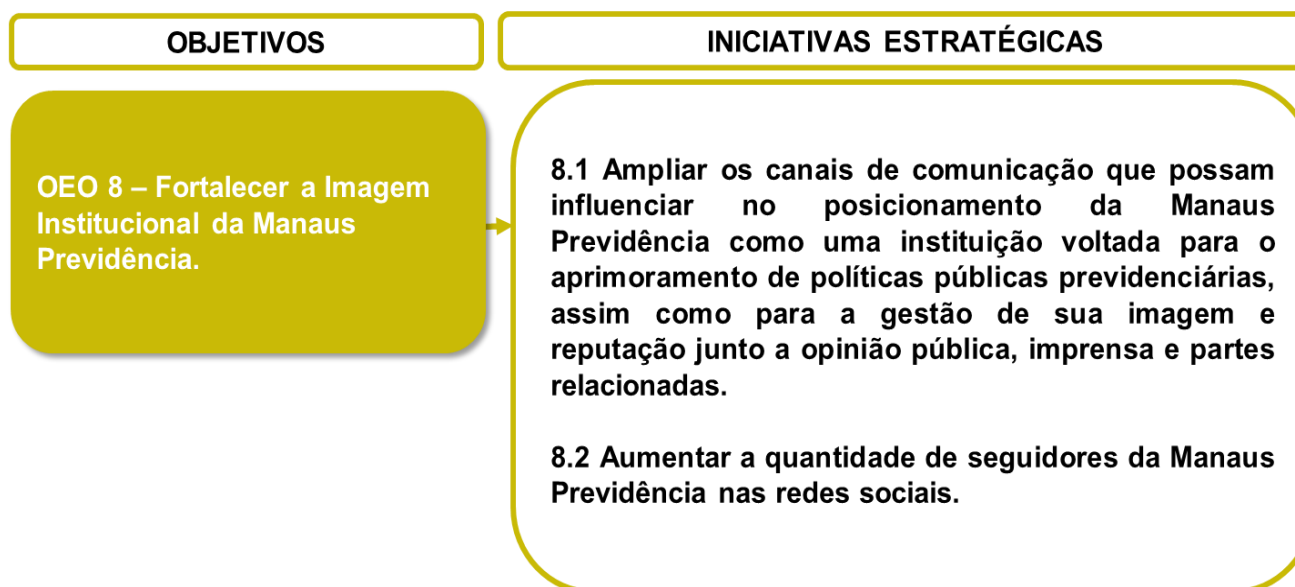 OBJETIVOS
INICIATIVAS ESTRATÉGICAS
OEO 8 – Fortalecer a Imagem
Institucional da Manaus
Previdência.
8.1 Ampliar os canais de comunicação que possam
influenciar no posicionamento da Manaus
Previdência como uma instituição voltada para o
aprimoramento de políticas públicas previdenciárias,
assim como para a gestão de sua imagem e
reputação junto a opinião pública, imprensa e partes
relacionadas.
8.2 Aumentar a quantidade de seguidores da Manaus
Previdência nas redes sociais.